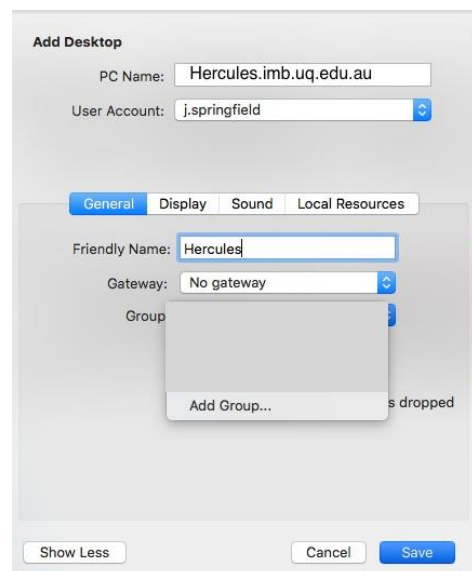 Add Desktop
PC Name: Hercules.imb.uq.edu.au
User Account: j.springfield
General Display Sound Local Resources
Friendly Name: Hercules
Gateway: No gateway
Group
Add Group... s dropped
Show Less Cancel Save